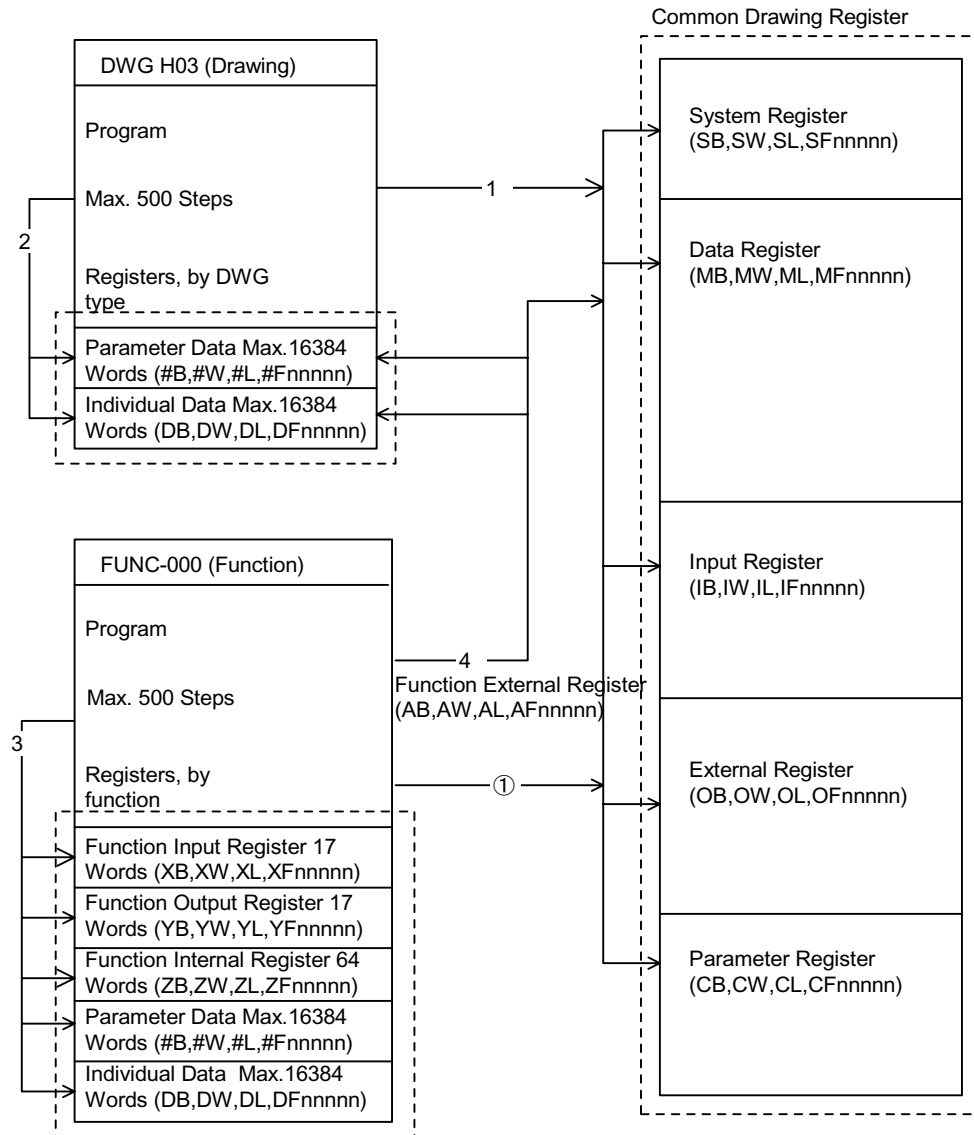 Common Drawing Register
DWG H03 (Drawing)
Program
Max. 500 Steps
Registers, by DWG
type
Parameter Data Max.16384
Words (#B,#W,#L,#Fnnnnn)
Individual Data Max.16384
Words (DB,DW,DL,DFnnnnn)
2
1
FUNC-000 (Function)
Program
Max. 500 Steps
Registers, by
function
Function Input Register 17
Words (XB,XW,XL,XFnnnnn)
Function Output Register 17
Words (YB,YW,YL,YFnnnnn)
Function Internal Register 64
Words (ZB,ZW,ZL,ZFnnnnn)
Parameter Data Max.16384
Words (#B,#W,#L,#Fnnnnn)
Individual Data  Max.16384
Words (DB,DW,DL,DFnnnnn)
3
4
Function External Register
(AB,AW,AL,AFnnnnn)
①
System Register
(SB,SW,SL,SFnnnnn)
Data Register
(MB,MW,ML,MFnnnnn)
Input Register
(IB,IW,IL,IFnnnnn)
External Register
(OB,OW,OL,OFnnnnn)
Parameter Register
(CB,CW,CL,CFnnnnn)